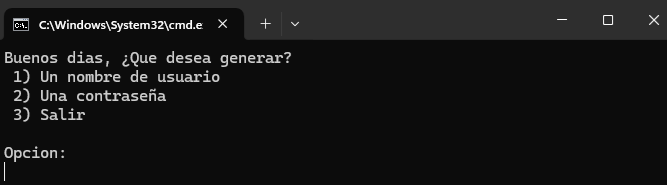 C:\Windows\System32\cmd.e
Buenos dias, ¿Que desea generar?
1) Un nombre de usuario
2) Una contraseña
3) Salir
Opcion: